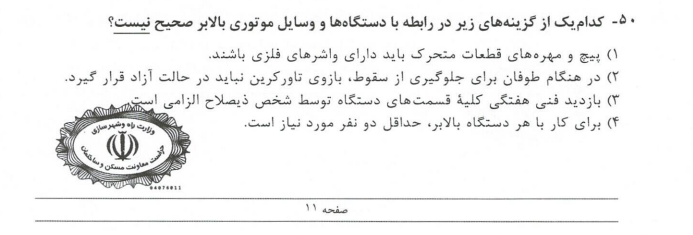 ۵۰- کدام‌یک از گزینه‌های زیر در رابطه با دستگاه‌ها و وسایل موتوری بالابر صحیح نیست؟
۱) پیچ و مهره‌های قطعات متحرک باید دارای واشرهای فلزی باشند.
۲) در هنگام طوفان برای جلوگیری از سقوط، بازوی تاورکرین نباید در حالت آزاد قرار گیرد.
۳) بازدید فنی هفتگی کلیهٔ قسمت‌های دستگاه توسط شخص ذیصلاح الزامی است.
۴) برای کار با هر دستگاه بالابر، حداقل دو نفر مورد نیاز است.
وزارت راه و شهرسازی
حراست معاونت مسکن و ساختمان
صفحه ۱۱